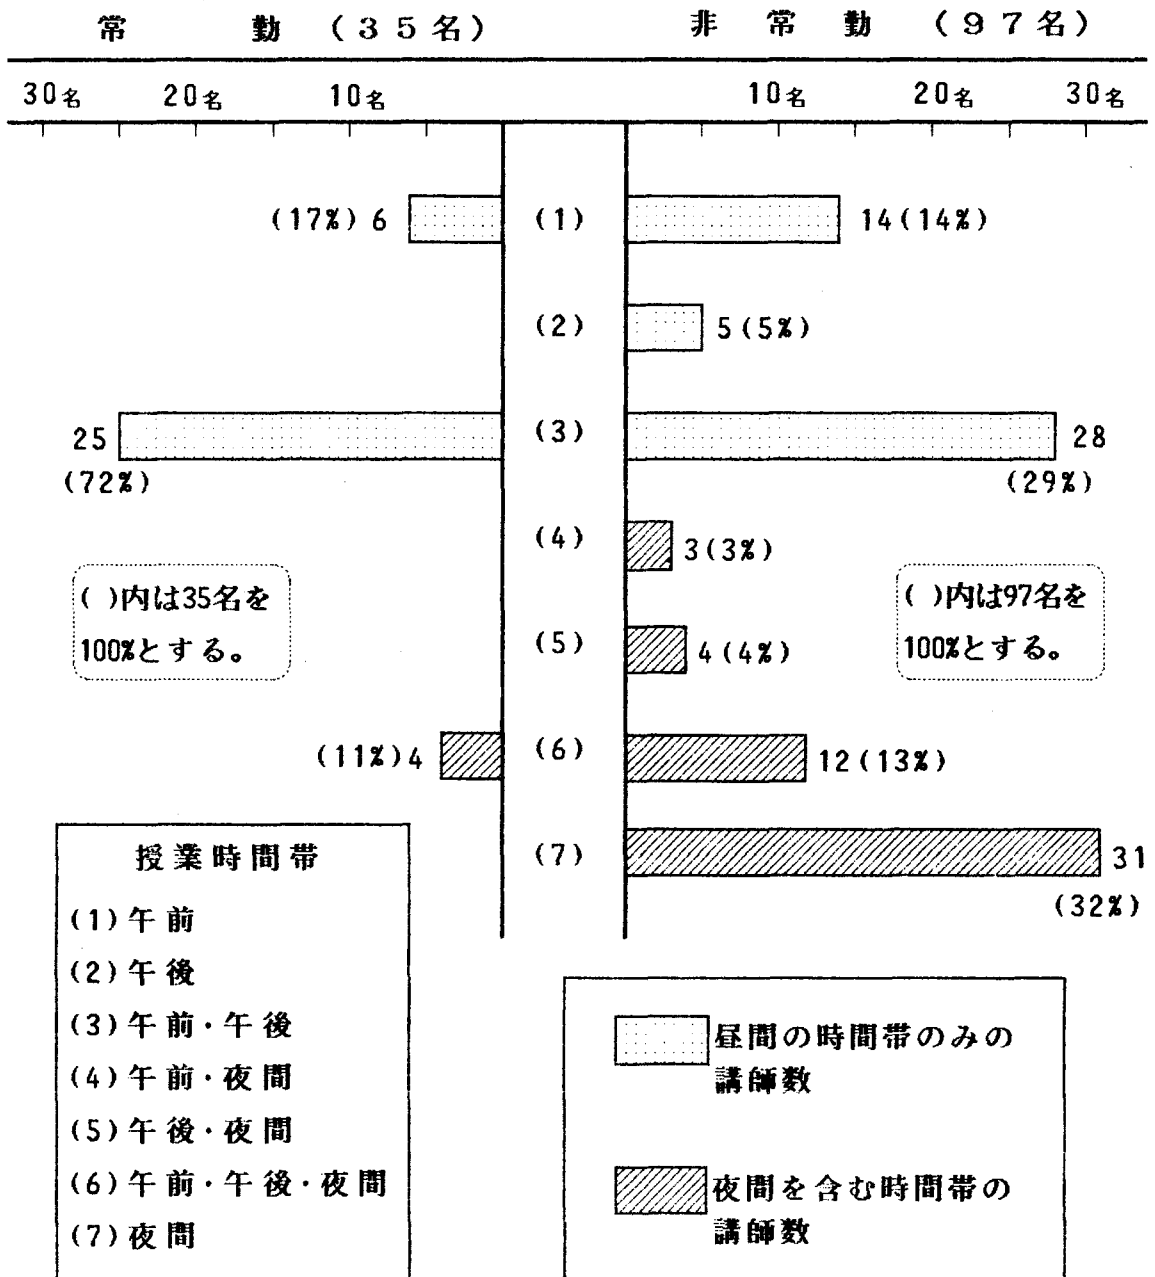 常 勤 (35名)
非 常 勤 (97名)
30名 20名 10名
10名 20名 30名
(17%) 6 (1) 14(14%)
(2) 5(5%)
25 (3) 28
(72%) (29%)
(4) 3(3%)
( )内は35名を
100%とする。
( )内は97名を
100%とする。
(5) 4(4%)
(11%)4 (6) 12(13%)
(7) 31
(32%)
授業時間帯
(1)午前
(2)午後
(3)午前・午後
(4)午前・夜間
(5)午後・夜間
(6)午前・午後・夜間
(7)夜間
昼間の時間帯のみの
講師数
夜間を含む時間帯の
講師数